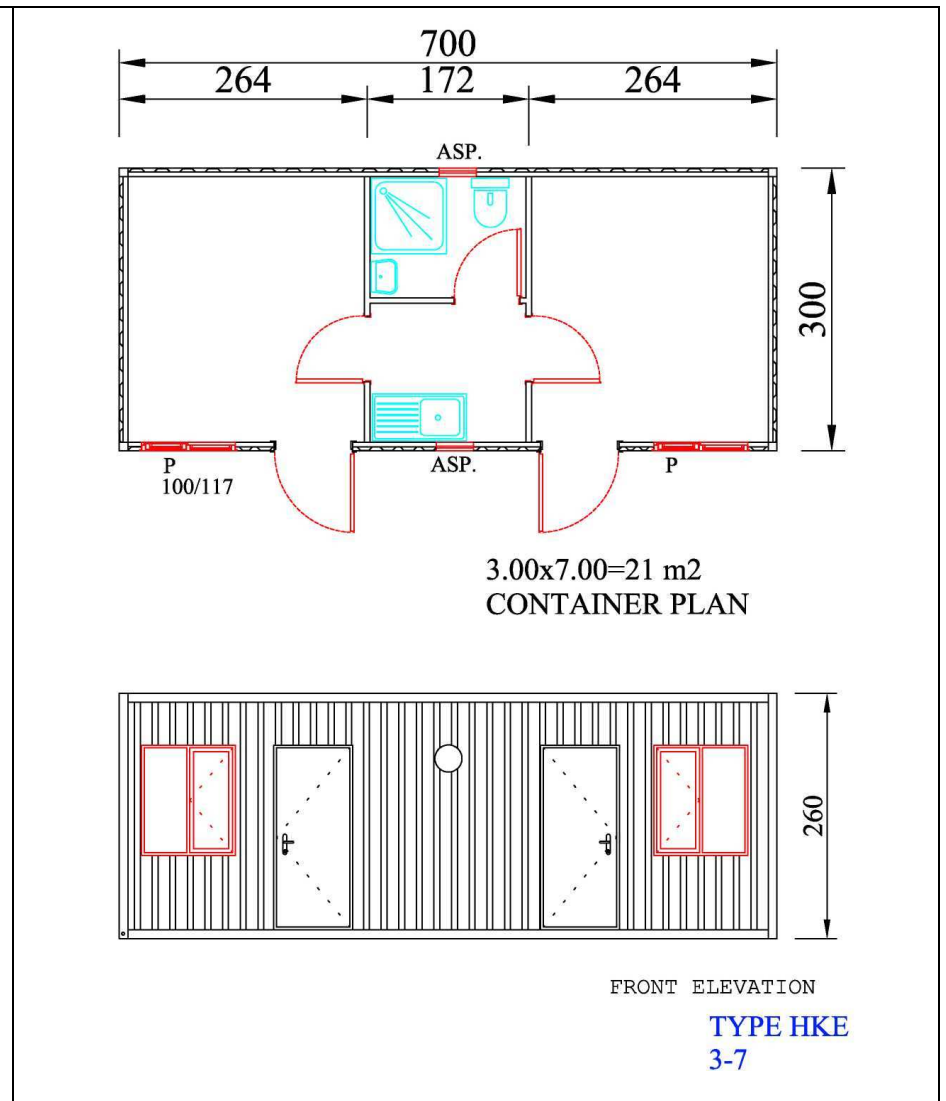 700
264 172 264
ASP.
300
P
100/117
ASP.
P
3.00x7.00=21 m2
CONTAINER PLAN
260
FRONT ELEVATION
TYPE HKE
3-7